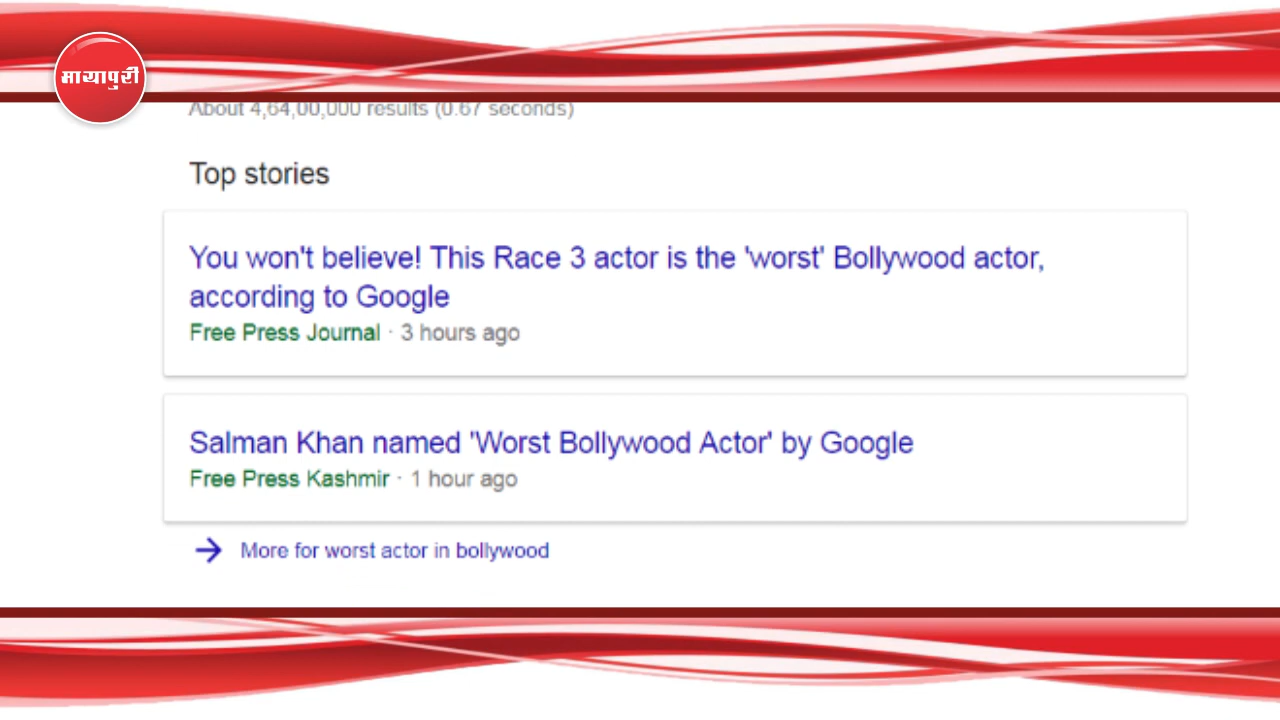 मायापुरी
About 4,64,00,000 results (0.67 seconds)
Top stories
You won't believe! This Race 3 actor is the 'worst' Bollywood actor,
according to Google
Free Press Journal · 3 hours ago
Salman Khan named 'Worst Bollywood Actor' by Google
Free Press Kashmir · 1 hour ago
More for worst actor in bollywood